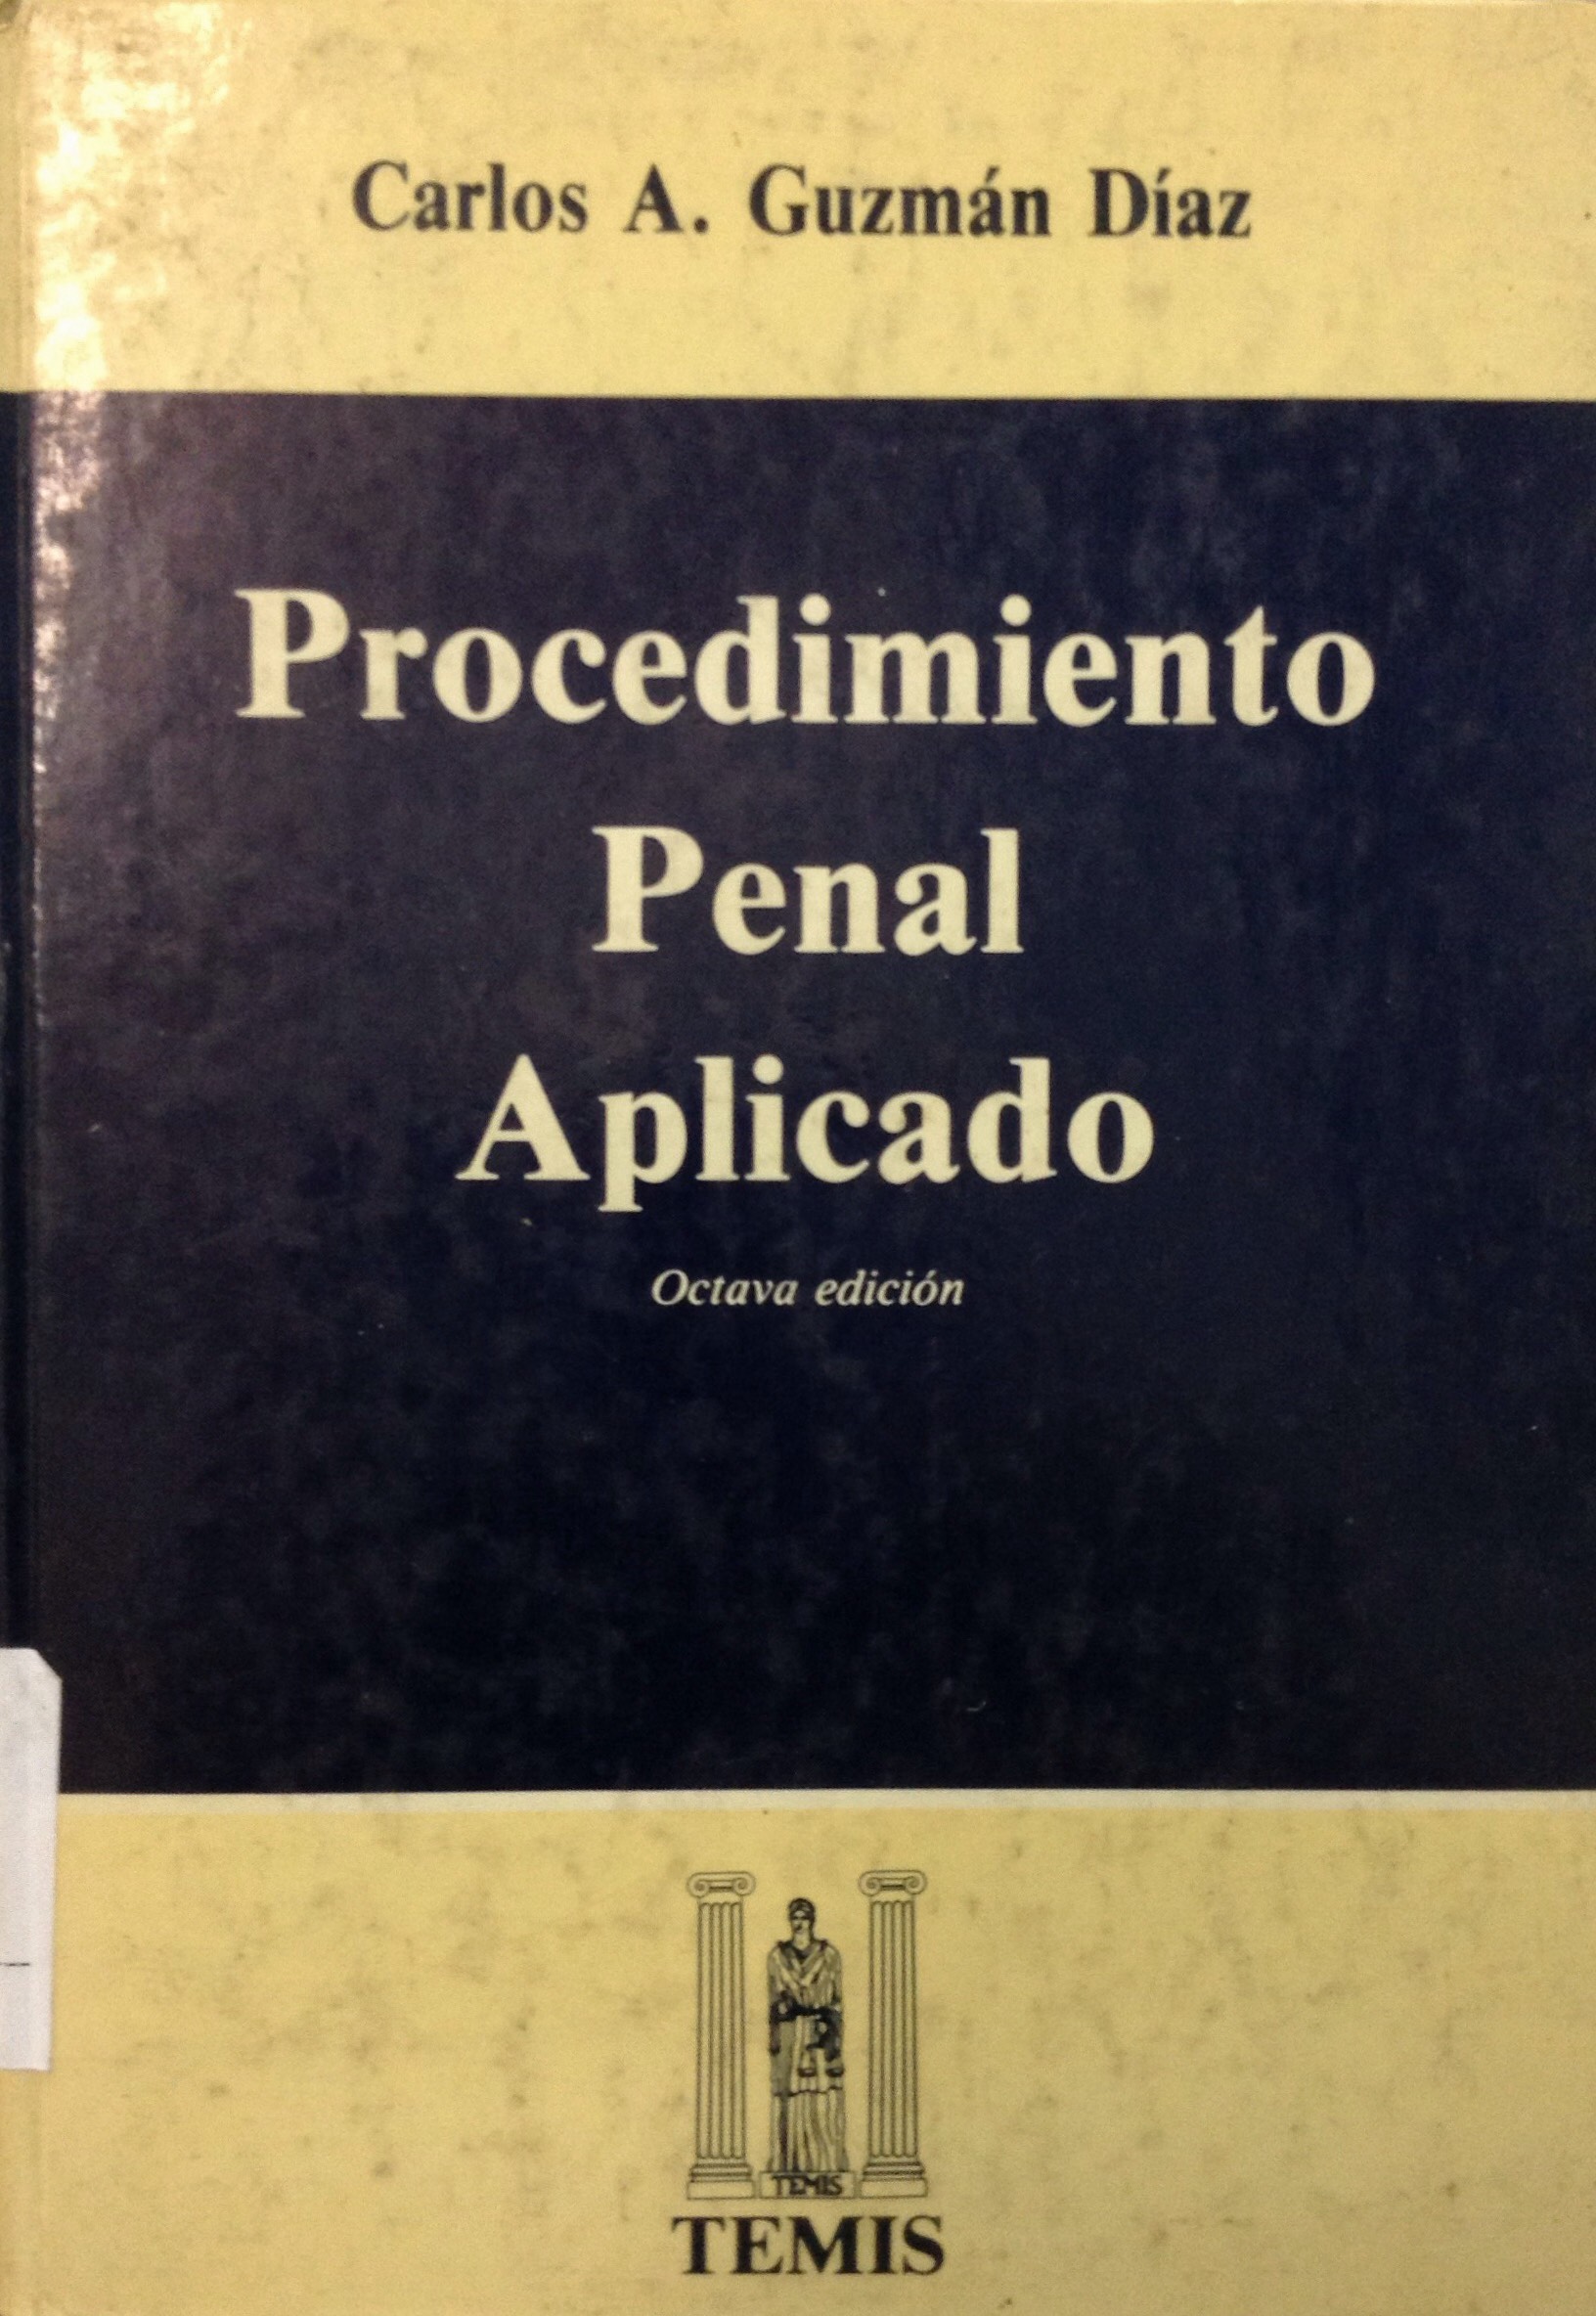 Carlos A. Guzmán Díaz
Procedimiento
Penal
Aplicado
Octava edición
TEMIS
TEMIS